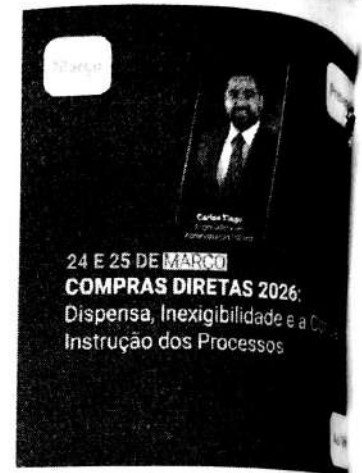 Março
Carlos Tiago
24 E 25 DE MARÇO
COMPRAS DIRETAS 2026:
Dispensa, Inexigibilidade e a
Instrução dos Processos